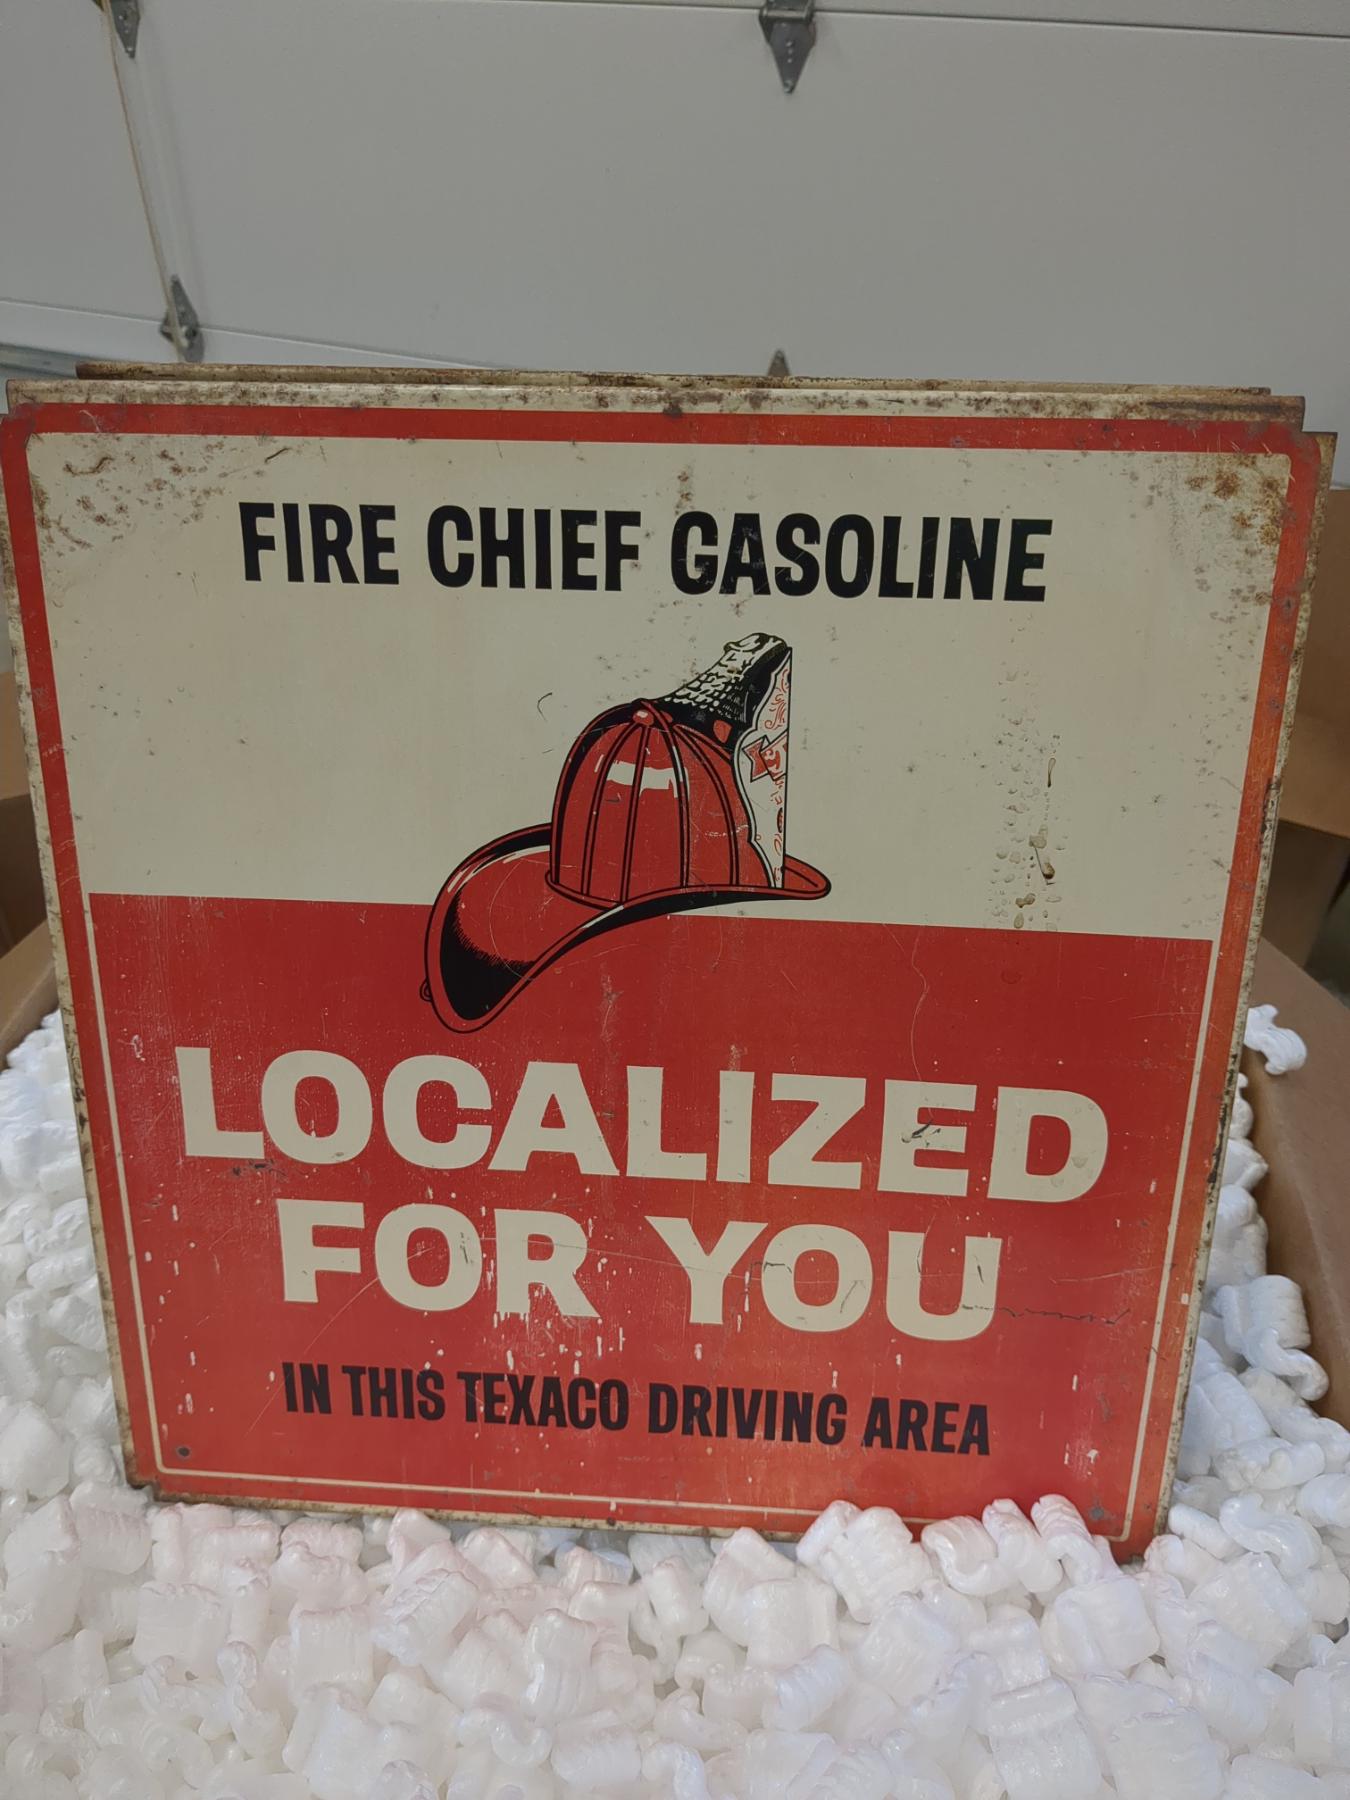 FIRE CHIEF GASOLINE
LOCALIZED
FOR YOU
IN THIS TEXACO DRIVING AREA